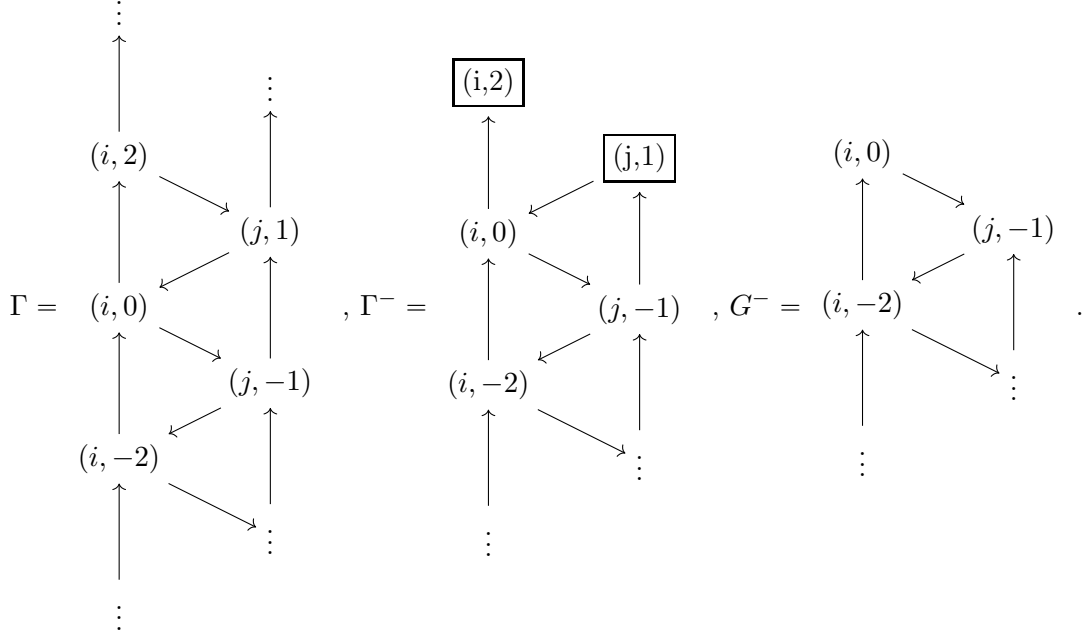 ⋮ ⋮
(i,2)
(i, 2) (j,1) (i, 0)
(j, 1) (i, 0) (j, −1)
Γ = (i, 0) , Γ⁻ = (j, −1) , G⁻ = (i, −2) .
(j, −1) (i, −2) ⋮
(i, −2) ⋮ ⋮
⋮ ⋮
⋮